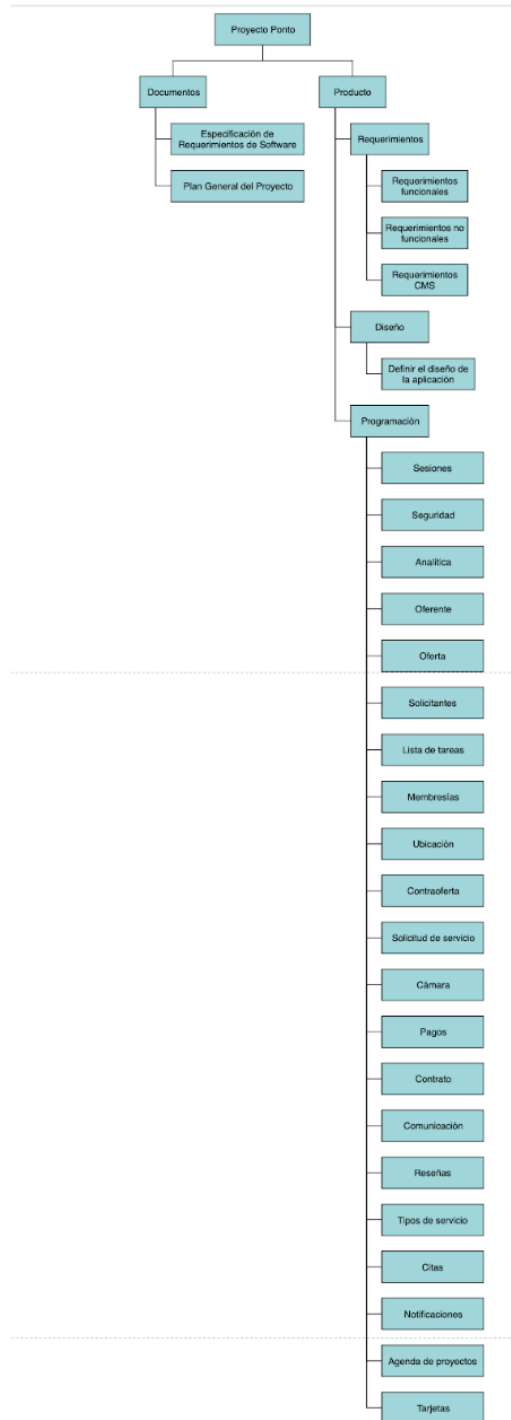 Proyecto Ponto
Documentos
Producto
Especificación de
Requerimientos de Software
Plan General del Proyecto
Requerimientos
Requerimientos
funcionales
Requerimientos no
funcionales
Requerimientos
CMS
Diseño
Definir el diseño de
la aplicación
Programación
Sesiones
Seguridad
Analítica
Oferente
Oferta
Solicitantes
Lista de tareas
Membresías
Ubicación
Contraoferta
Solicitud de servicio
Cámara
Pagos
Contrato
Comunicación
Reseñas
Tipos de servicio
Citas
Notificaciones
Agenda de proyectos
Tarjetas